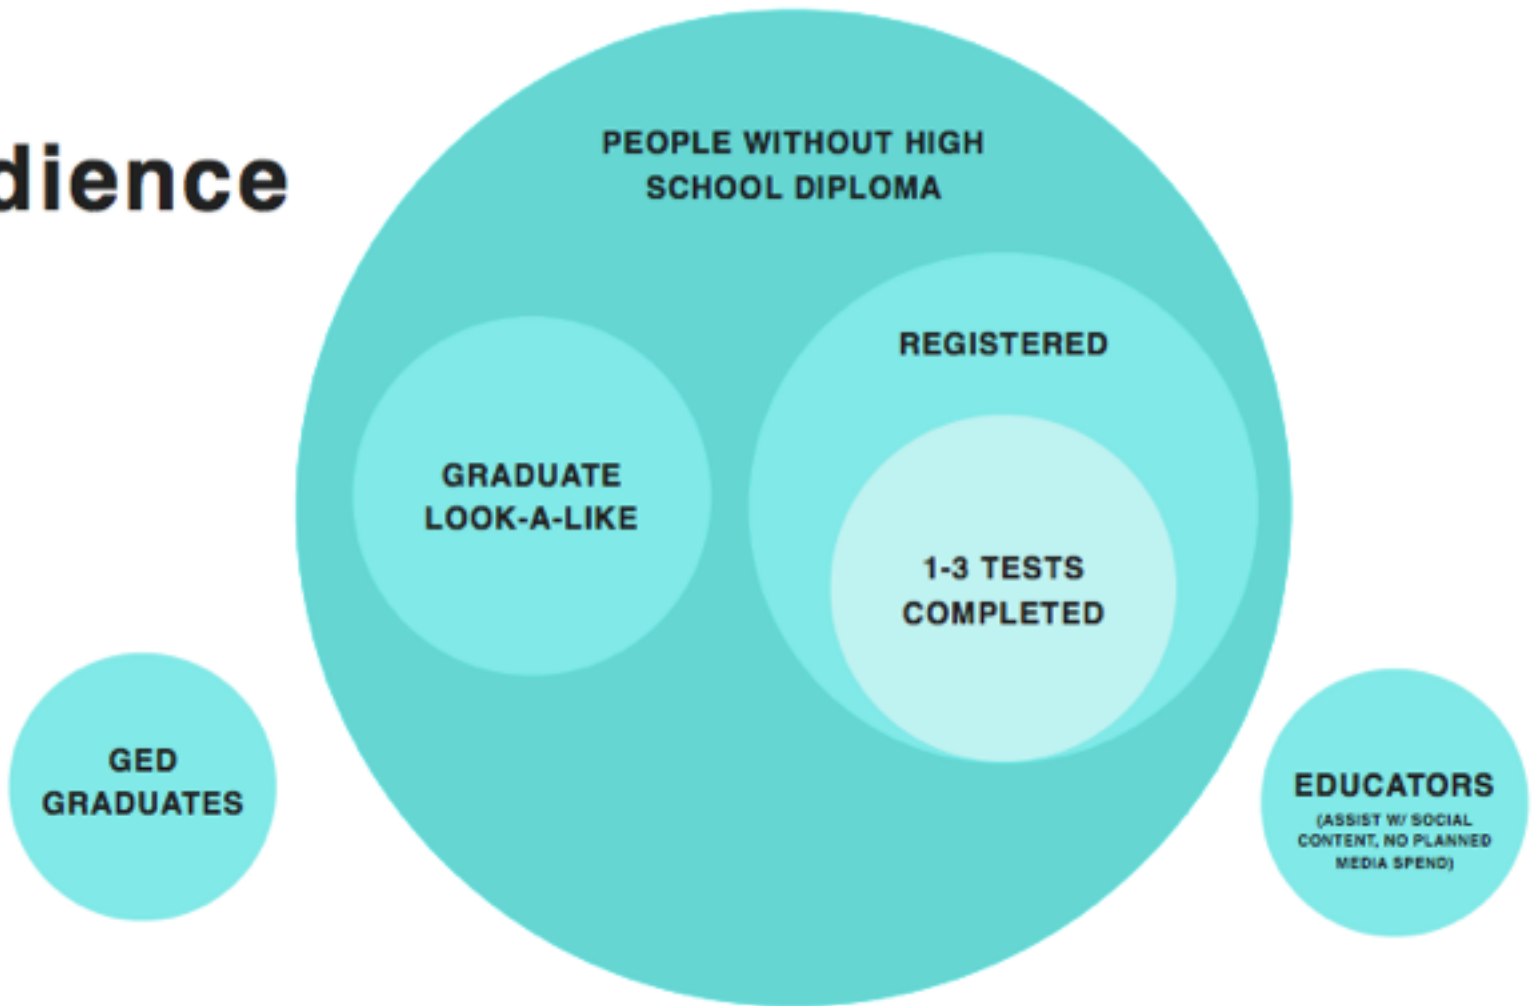 dience
PEOPLE WITHOUT HIGH
SCHOOL DIPLOMA
REGISTERED
GRADUATE
LOOK-A-LIKE
1-3 TESTS
COMPLETED
GED
GRADUATES
EDUCATORS
(ASSIST W/ SOCIAL
CONTENT, NO PLANNED
MEDIA SPEND)